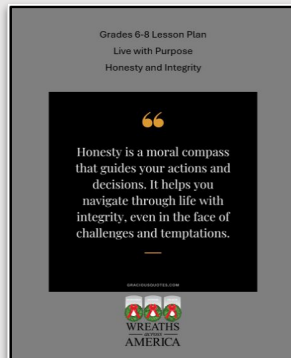 Grades 6-8 Lesson Plan
Live with Purpose
Honesty and Integrity
“
Honesty is a moral compass
that guides your actions and
decisions. It helps you
navigate through life with
integrity, even in the face of
challenges and temptations.
GRACIOUSQUOTES.COM
WREATHS
across
AMERICA